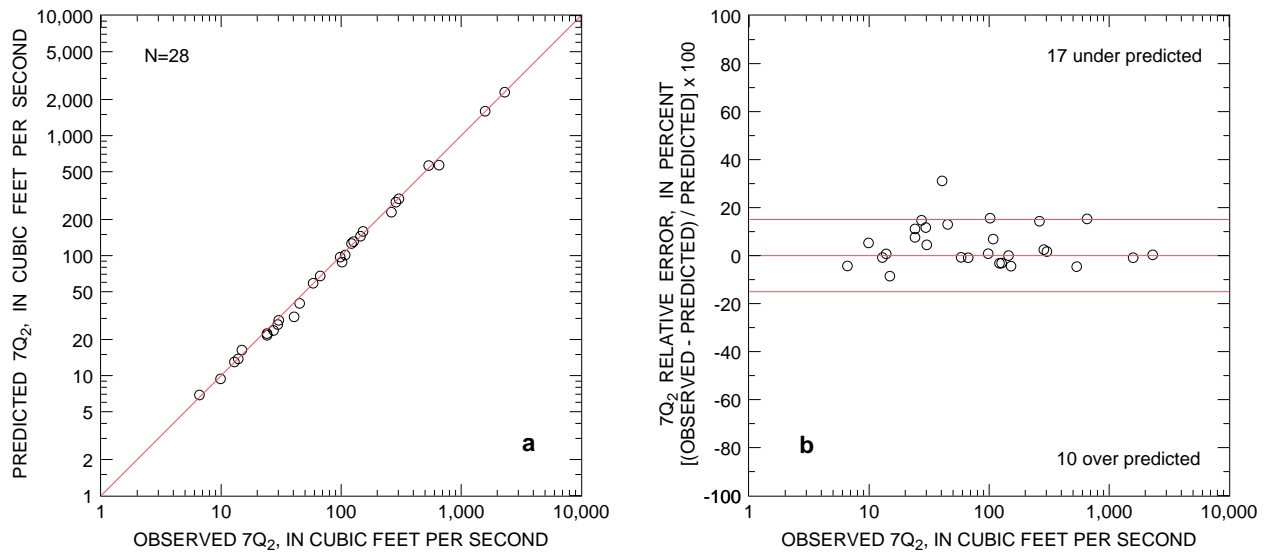 PREDICTED 7Q₂, IN CUBIC FEET PER SECOND
10,000
5,000
2,000
1,000
500
200
100
50
20
10
5
2
1
N=28
a
1 10 100 1,000 10,000
OBSERVED 7Q₂, IN CUBIC FEET PER SECOND
7Q₂ RELATIVE ERROR, IN PERCENT
[(OBSERVED - PREDICTED) / PREDICTED] x 100
100
80
60
40
20
0
-20
-40
-60
-80
-100
17 under predicted
b
10 over predicted
1 10 100 1,000 10,000
OBSERVED 7Q₂, IN CUBIC FEET PER SECOND